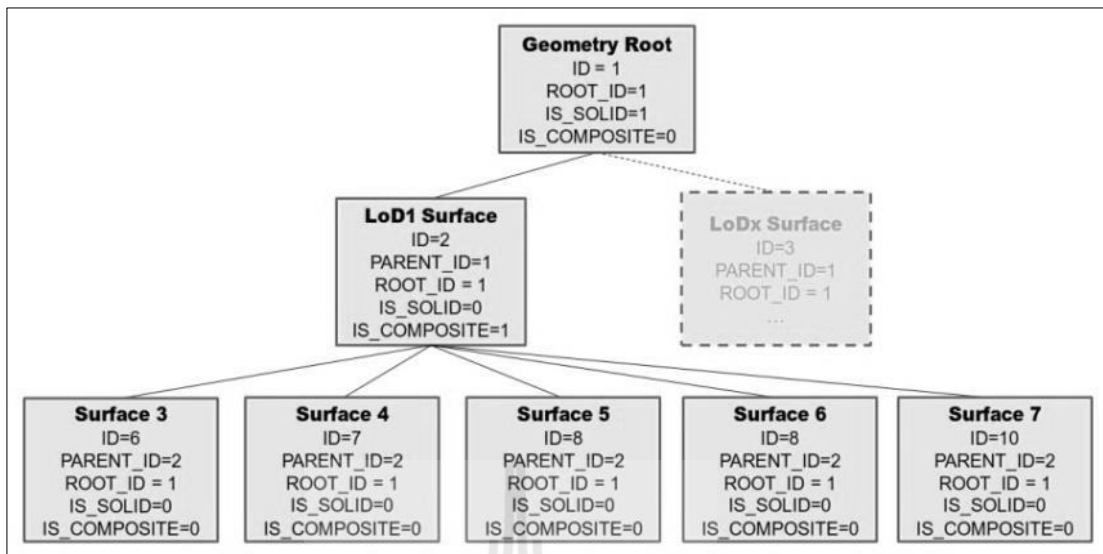 Geometry Root
ID = 1
ROOT_ID=1
IS_SOLID=1
IS_COMPOSITE=0
LoD1 Surface
ID=2
PARENT_ID=1
ROOT_ID = 1
IS_SOLID=0
IS_COMPOSITE=1
LoDx Surface
ID=3
PARENT_ID=1
ROOT_ID = 1
...
Surface 3
ID=6
PARENT_ID=2
ROOT_ID = 1
IS_SOLID=0
IS_COMPOSITE=0
Surface 4
ID=7
PARENT_ID=2
ROOT_ID = 1
IS_SOLID=0
IS_COMPOSITE=0
Surface 5
ID=8
PARENT_ID=2
ROOT_ID = 1
IS_SOLID=0
IS_COMPOSITE=0
Surface 6
ID=8
PARENT_ID=2
ROOT_ID = 1
IS_SOLID=0
IS_COMPOSITE=0
Surface 7
ID=10
PARENT_ID=2
ROOT_ID = 1
IS_SOLID=0
IS_COMPOSITE=0